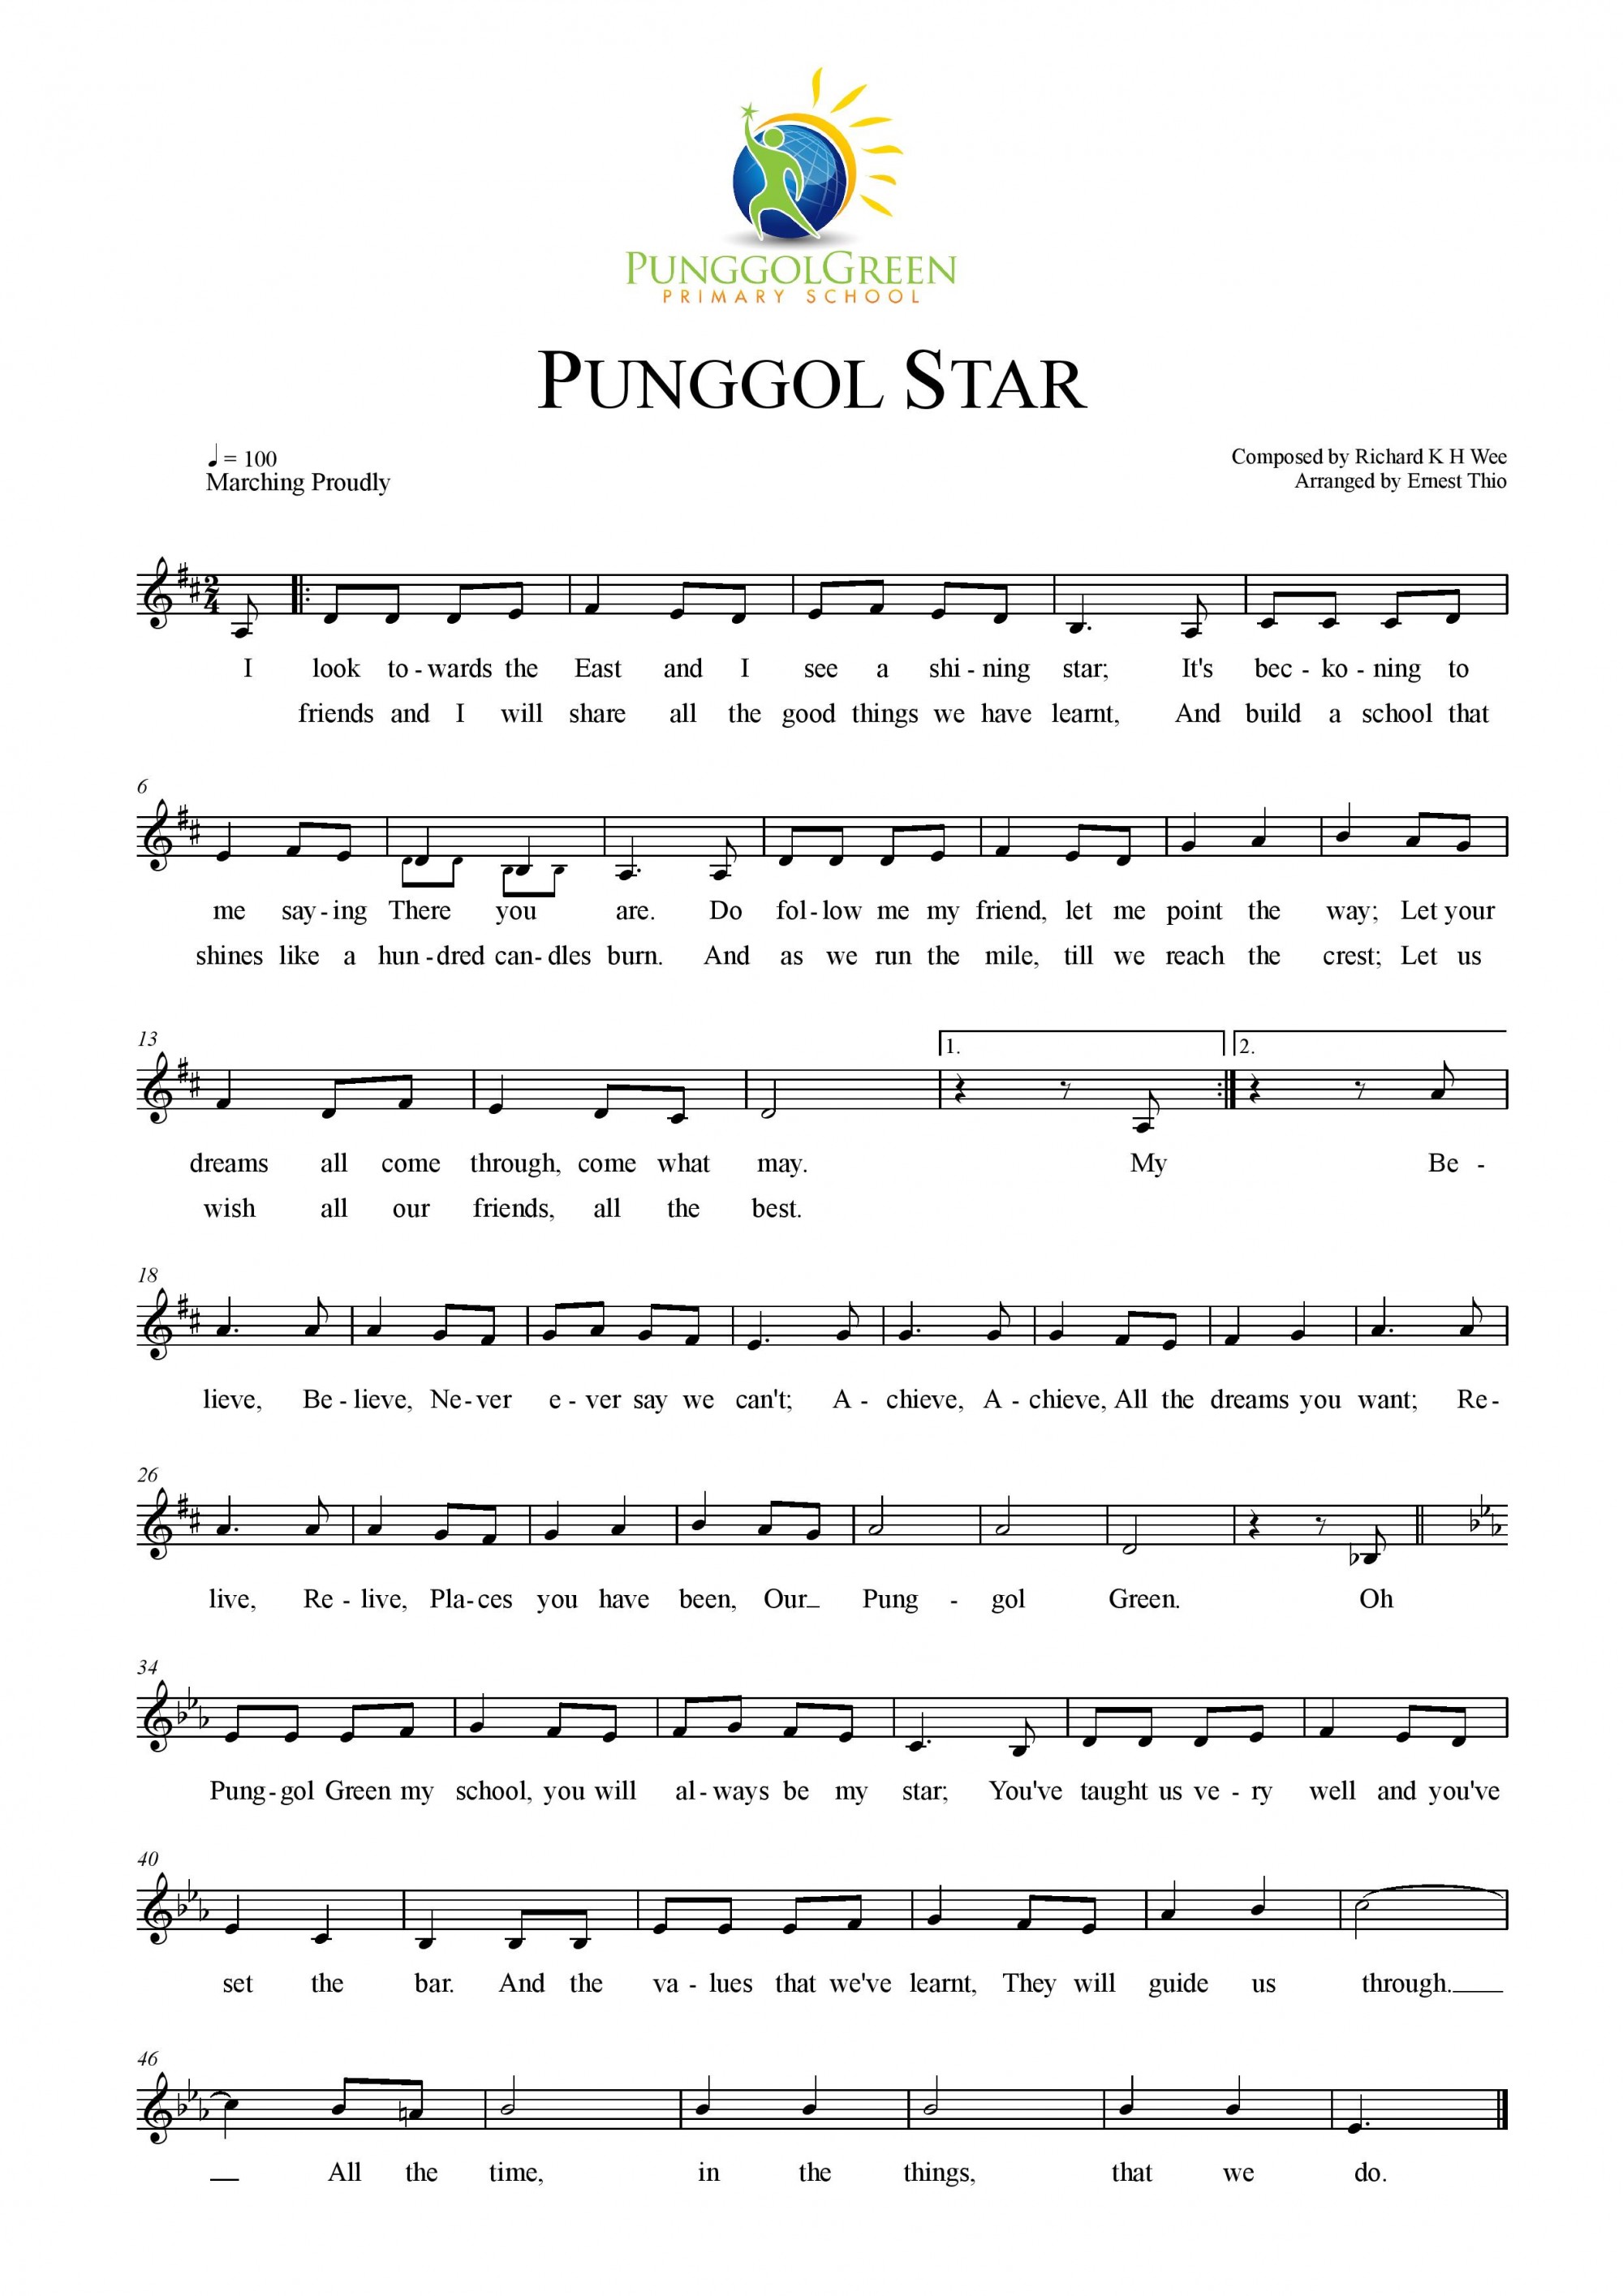 PUNGGOLGREEN
PRIMARY SCHOOL
PUNGGOL STAR
♩ = 100
Marching Proudly
Composed by Richard K H Wee
Arranged by Ernest Thio
2
4
I look to - wards the East and I see a shi - ning star; It's bec - ko - ning to
friends and I will share all the good things we have learnt, And build a school that
6
me say - ing There you are. Do fol - low me my friend, let me point the way; Let your
shines like a hun - dred can - dles burn. And as we run the mile, till we reach the crest; Let us
13
1.
2.
dreams all come through, come what may. My Be -
wish all our friends, all the best.
18
lieve, Be - lieve, Ne - ver e - ver say we can't; A - chieve, A - chieve, All the dreams you want; Re -
26
live, Re - live, Pla - ces you have been, Our_ Pung - gol Green. Oh
34
Pung - gol Green my school, you will al - ways be my star; You've taught us ve - ry well and you've
40
set the bar. And the va - lues that we've learnt, They will guide us through.___
46
__ All the time, in the things, that we do.